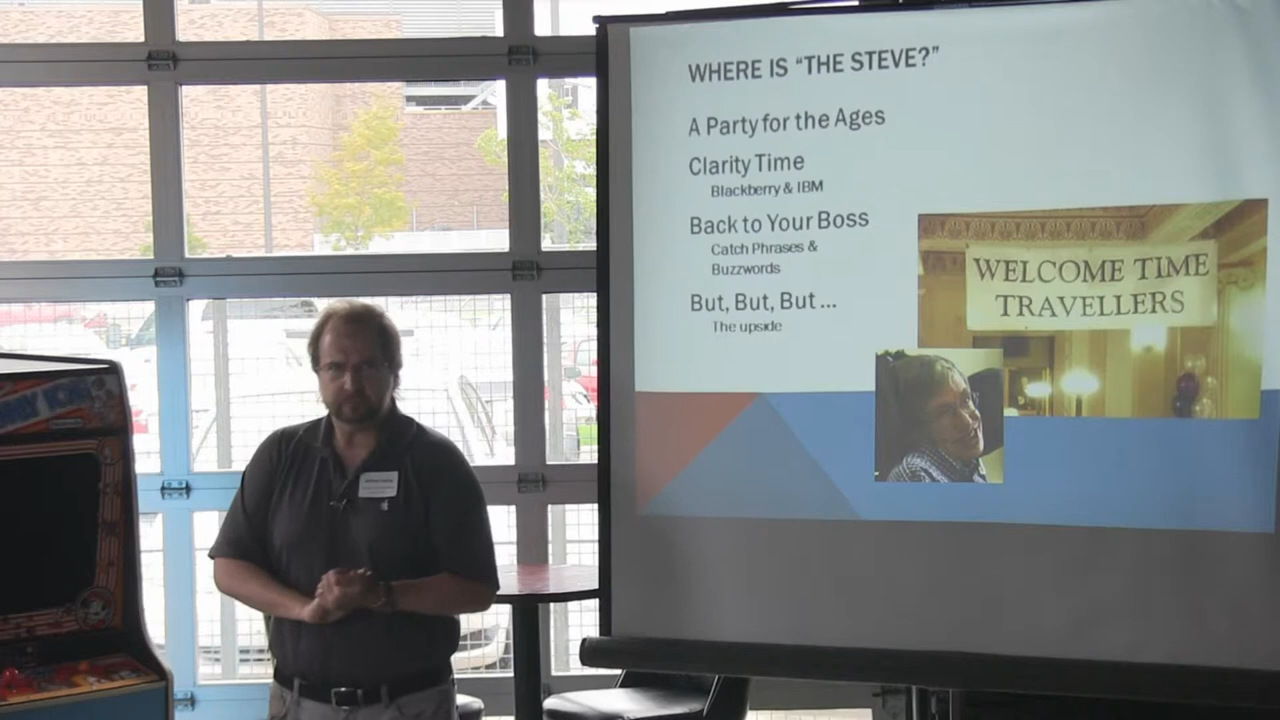 WHERE IS “THE STEVE?”
A Party for the Ages
Clarity Time
Blackberry & IBM
Back to Your Boss
Catch Phrases &
Buzzwords
But, But, But ...
The upside
WELCOME TIME
TRAVELLERS